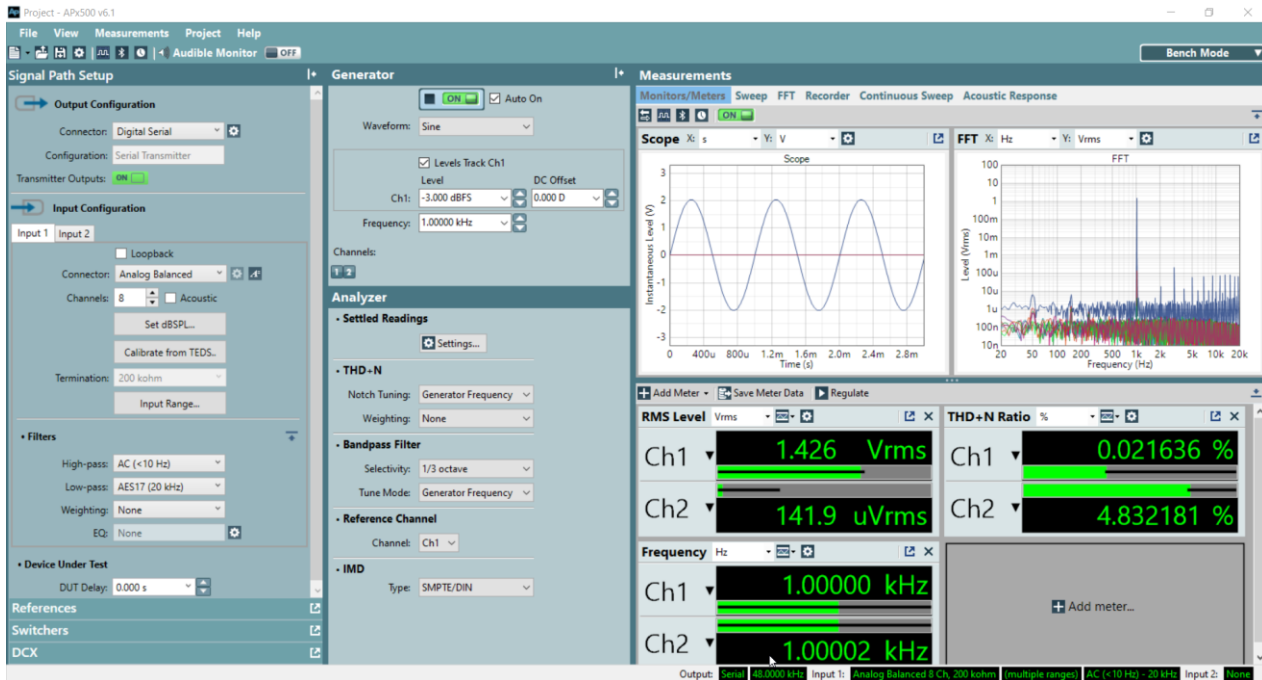 Project - APx500 v6.1
File View Measurements Project Help
Audible Monitor OFF
Bench Mode
Signal Path Setup
Output Configuration
Connector: Digital Serial
Configuration: Serial Transmitter
Transmitter Outputs: ON
Input Configuration
Input 1 Input 2
Loopback
Connector: Analog Balanced
Channels: 8 Acoustic
Set dBSPL...
Calibrate from TEDS..
Termination: 200 kohm
Input Range...
Filters
High-pass: AC (<10 Hz)
Low-pass: AES17 (20 kHz)
Weighting: None
EQ: None
Device Under Test
DUT Delay: 0.000 s
References
Switchers
DCX
Generator
ON Auto On
Waveform: Sine
Levels Track Ch1
Level DC Offset
Ch1: -3.000 dBFS 0.000 D
Frequency: 1.00000 kHz
Channels:
1 2
Analyzer
Settled Readings
Settings...
THD+N
Notch Tuning: Generator Frequency
Weighting: None
Bandpass Filter
Selectivity: 1/3 octave
Tune Mode: Generator Frequency
Reference Channel
Channel: Ch1
IMD
Type: SMPTE/DIN
Measurements
Monitors/Meters Sweep FFT Recorder Continuous Sweep Acoustic Response
ON
Scope X: s Y: V
Scope
Instantaneous Level (V)
3
2
1
0
-1
-2
-3
0 400u 800u 1.2m 1.6m 2.0m 2.4m 2.8m
Time (s)
FFT X: Hz Y: Vrms
FFT
Level (Vrms)
100
10
1
100m
10m
1m
100u
10u
1u
100n
10n
20 50 100 200 500 1k 2k 5k 10k 20k
Frequency (Hz)
Add Meter Save Meter Data Regulate
RMS Level Vrms
Ch1 1.426 Vrms
Ch2 141.9 uVrms
THD+N Ratio %
Ch1 0.021636 %
Ch2 4.832181 %
Frequency Hz
Ch1 1.00000 kHz
Ch2 1.00002 kHz
Add meter...
Output: Serial 48.0000 kHz Input 1: Analog Balanced 8 Ch, 200 kohm (multiple ranges) AC (<10 Hz) - 20 kHz Input 2: None